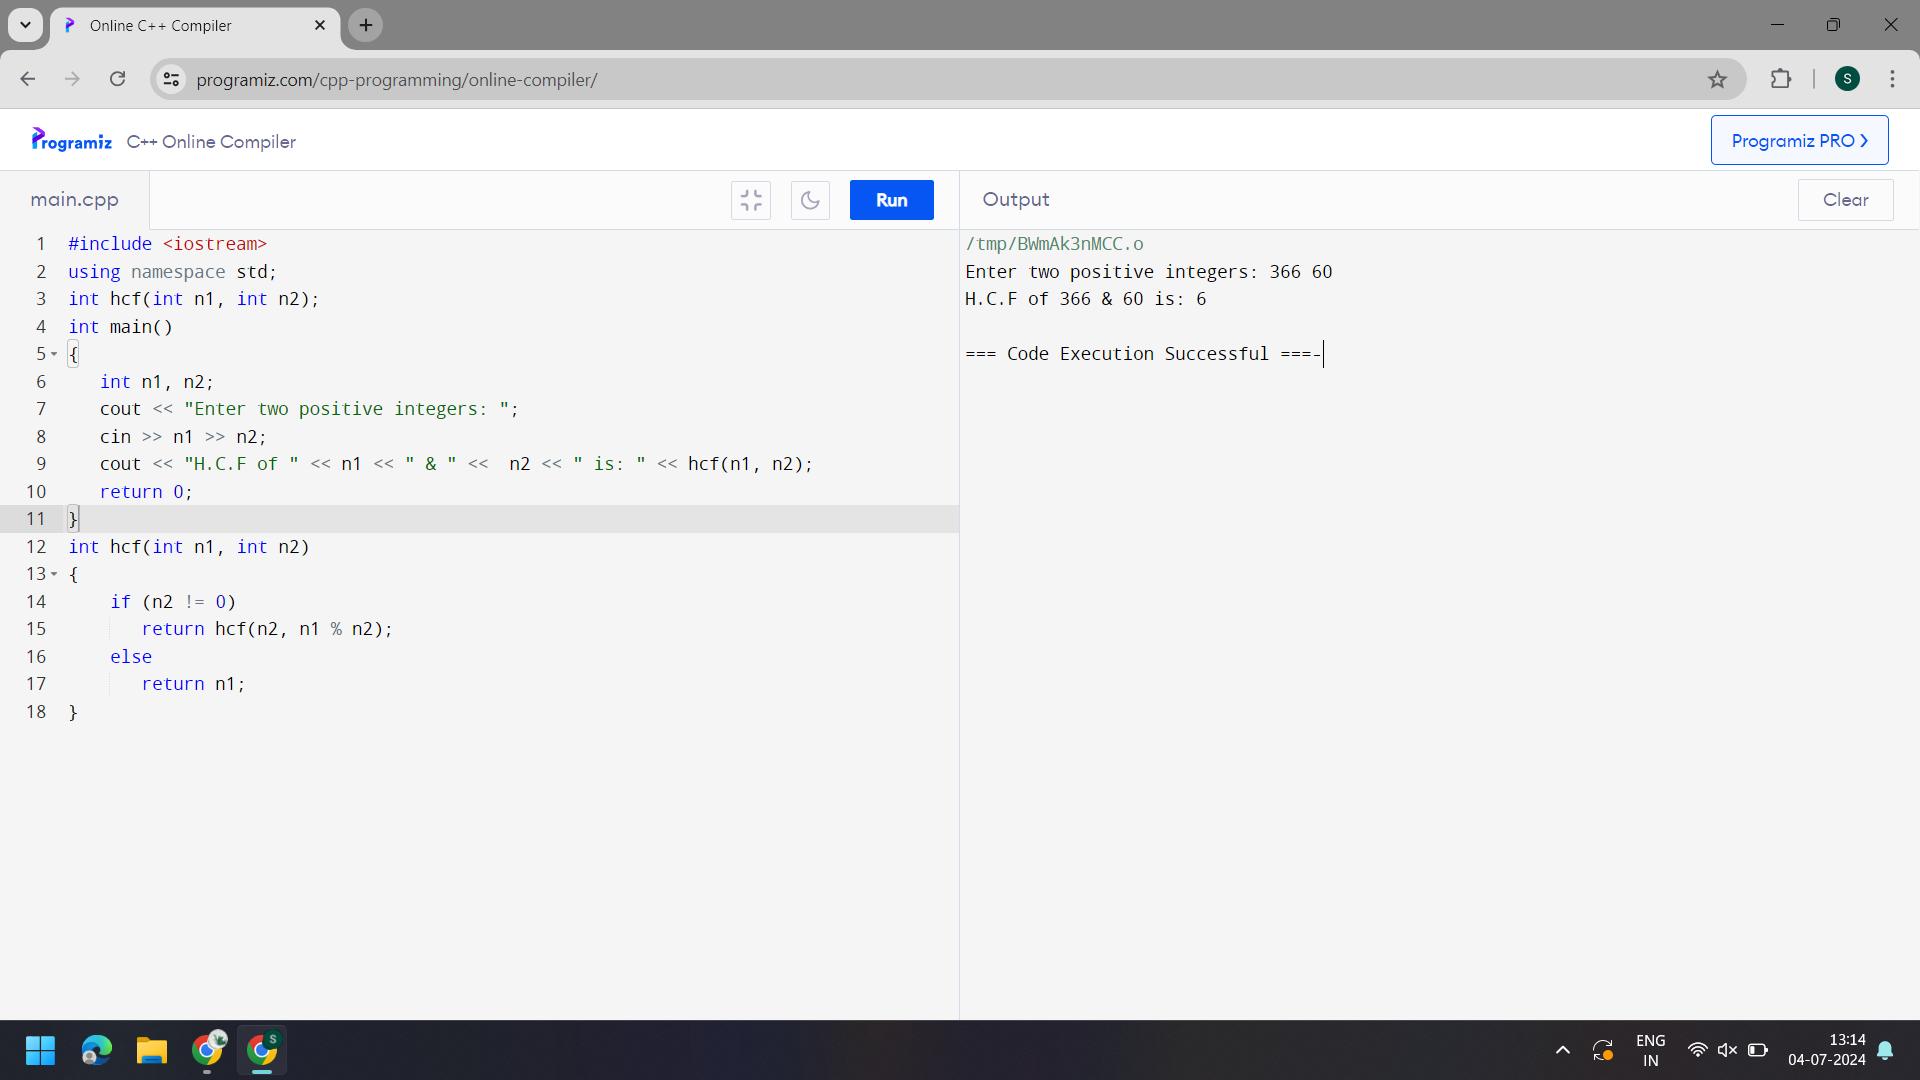 Online C++ Compiler
programiz.com/cpp-programming/online-compiler/
S
Programiz C++ Online Compiler
Programiz PRO
main.cpp
Run
Output
Clear
1 #include <iostream>
2 using namespace std;
3 int hcf(int n1, int n2);
4 int main()
5 {
6 int n1, n2;
7 cout << "Enter two positive integers: ";
8 cin >> n1 >> n2;
9 cout << "H.C.F of " << n1 << " & " <<  n2 << " is: " << hcf(n1, n2);
10 return 0;
11 }
12 int hcf(int n1, int n2)
13 {
14 if (n2 != 0)
15 return hcf(n2, n1 % n2);
16 else
17 return n1;
18 }
/tmp/BWmAk3nMCC.o
Enter two positive integers: 366 60
H.C.F of 366 & 60 is: 6
=== Code Execution Successful ===-
S
ENG
IN
13:14
04-07-2024